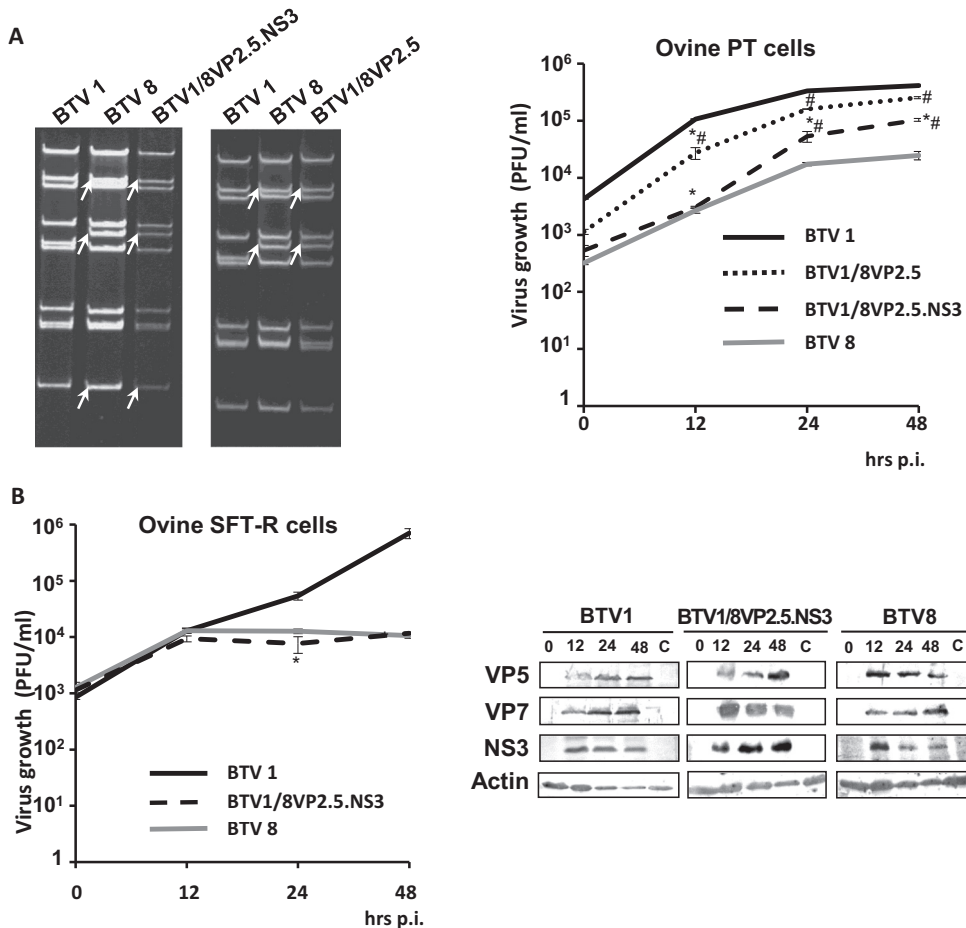 A
BTV 1
BTV 8
BTV1/8VP2.5.NS3
BTV 1
BTV 8
BTV1/8VP2.5
Ovine PT cells
Virus growth (PFU/ml)
10⁶
10⁵
10⁴
10³
10²
10¹
1
*#
#
*#
#
*#
*
BTV 1
BTV1/8VP2.5
BTV1/8VP2.5.NS3
BTV 8
0 12 24 48
hrs p.i.
B
Ovine SFT-R cells
Virus growth (PFU/ml)
10⁶
10⁵
10⁴
10³
10²
10¹
1
*
BTV 1
BTV1/8VP2.5.NS3
BTV 8
0 12 24 48
hrs p.i.
BTV1 BTV1/8VP2.5.NS3 BTV8
0 12 24 48 C 0 12 24 48 C 0 12 24 48 C
VP5
VP7
NS3
Actin